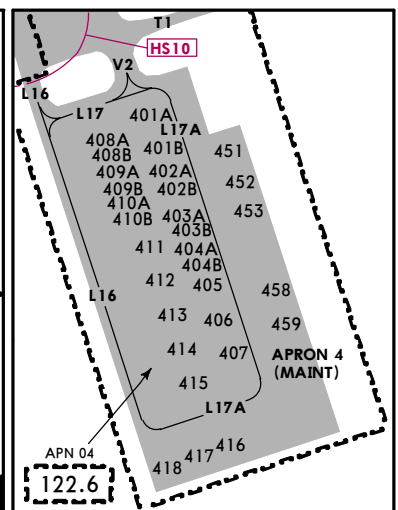 T1
HS10
V2
L16
L17
401A
L17A
408A
401B
451
408B
409A
402A
452
409B
402B
410A
453
410B
403A
403B
411
404A
404B
412
405
458
L16
413
406
459
414
407
APRON 4
(MAINT)
415
L17A
APN 04
416
417
418
122.6